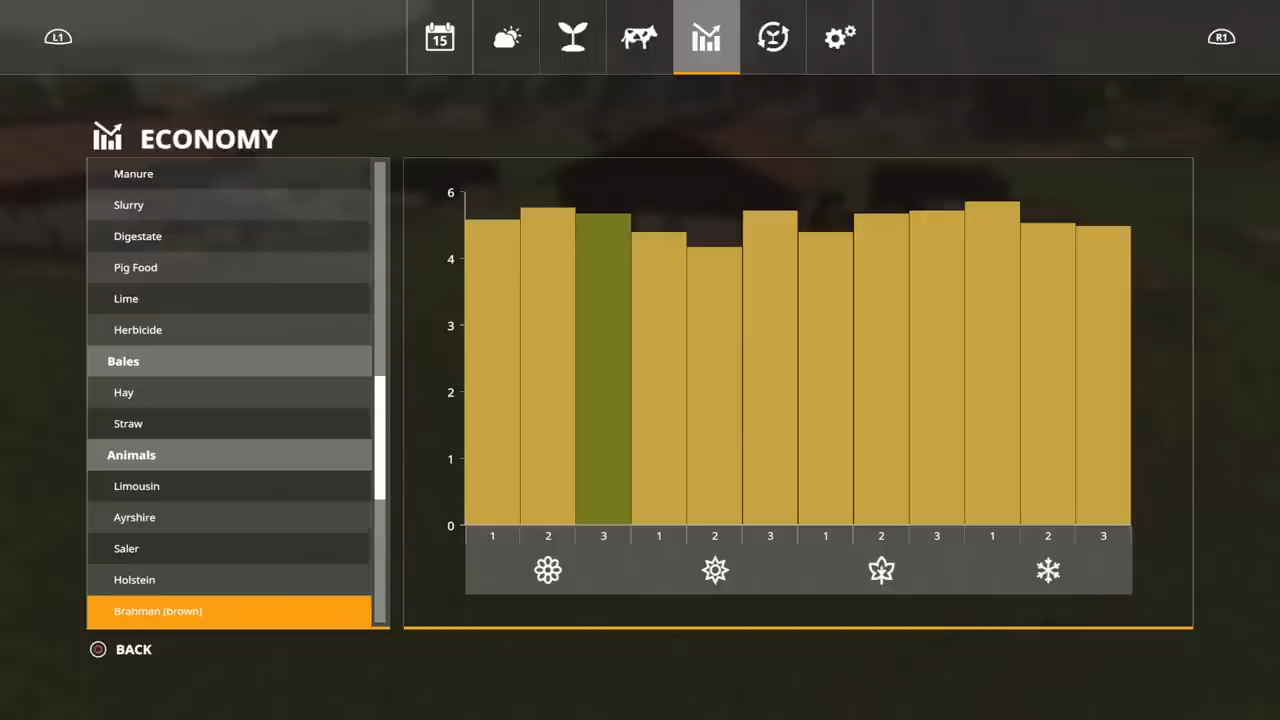 L1
15
R1
ECONOMY
Manure
Slurry
Digestate
Pig Food
Lime
Herbicide
Bales
Hay
Straw
Animals
Limousin
Ayrshire
Saler
Holstein
Brahman (brown)
6
4
3
2
1
0
1 2 3 1 2 3 1 2 3 1 2 3
BACK